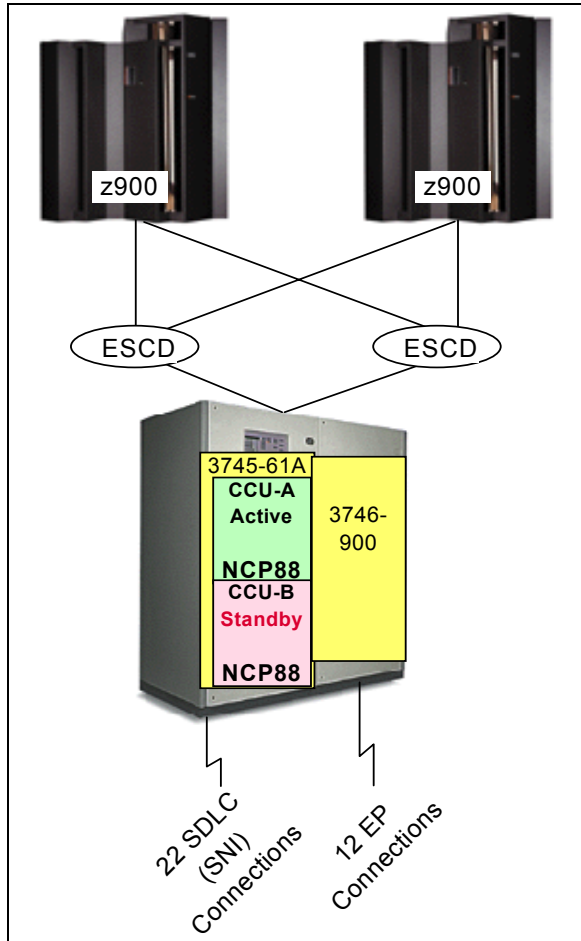 z900
z900
ESCD
ESCD
3745-61A
CCU-A
Active
NCP88
CCU-B
Standby
NCP88
3746-
900
22 SDLC
(SNI)
Connections
12 EP
Connections